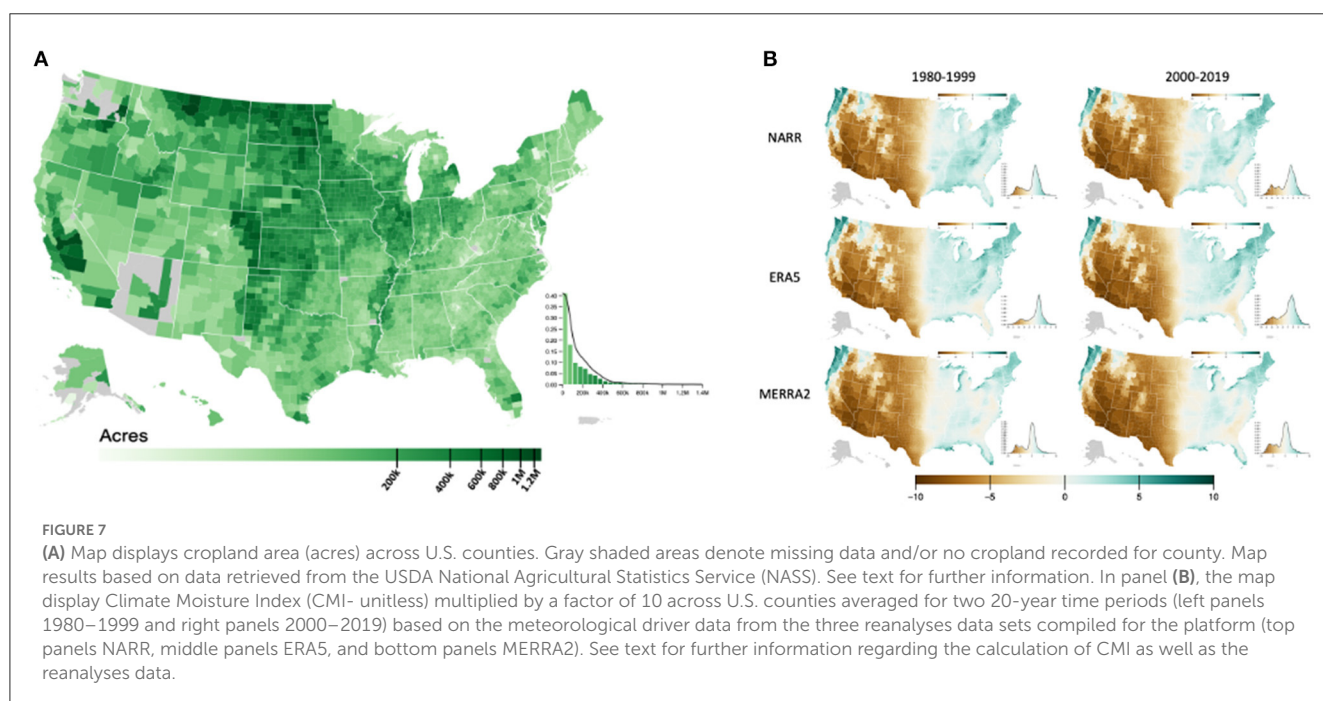 A
B
1980-1999
2000-2019
NARR
ERA5
MERRA2
0.40
0.35
0.30
0.25
0.20
0.15
0.10
0.05
0.00
0
200k
400k
600k
800k
1M
1.2M
1.4M
Acres
200k
400k
600k
800k
1M
1.2M
−10
−5
0
5
10
FIGURE 7
(A) Map displays cropland area (acres) across U.S. counties. Gray shaded areas denote missing data and/or no cropland recorded for county. Map
results based on data retrieved from the USDA National Agricultural Statistics Service (NASS). See text for further information. In panel (B), the map
display Climate Moisture Index (CMI- unitless) multiplied by a factor of 10 across U.S. counties averaged for two 20-year time periods (left panels
1980–1999 and right panels 2000–2019) based on the meteorological driver data from the three reanalyses data sets compiled for the platform (top
panels NARR, middle panels ERA5, and bottom panels MERRA2). See text for further information regarding the calculation of CMI as well as the
reanalyses data.